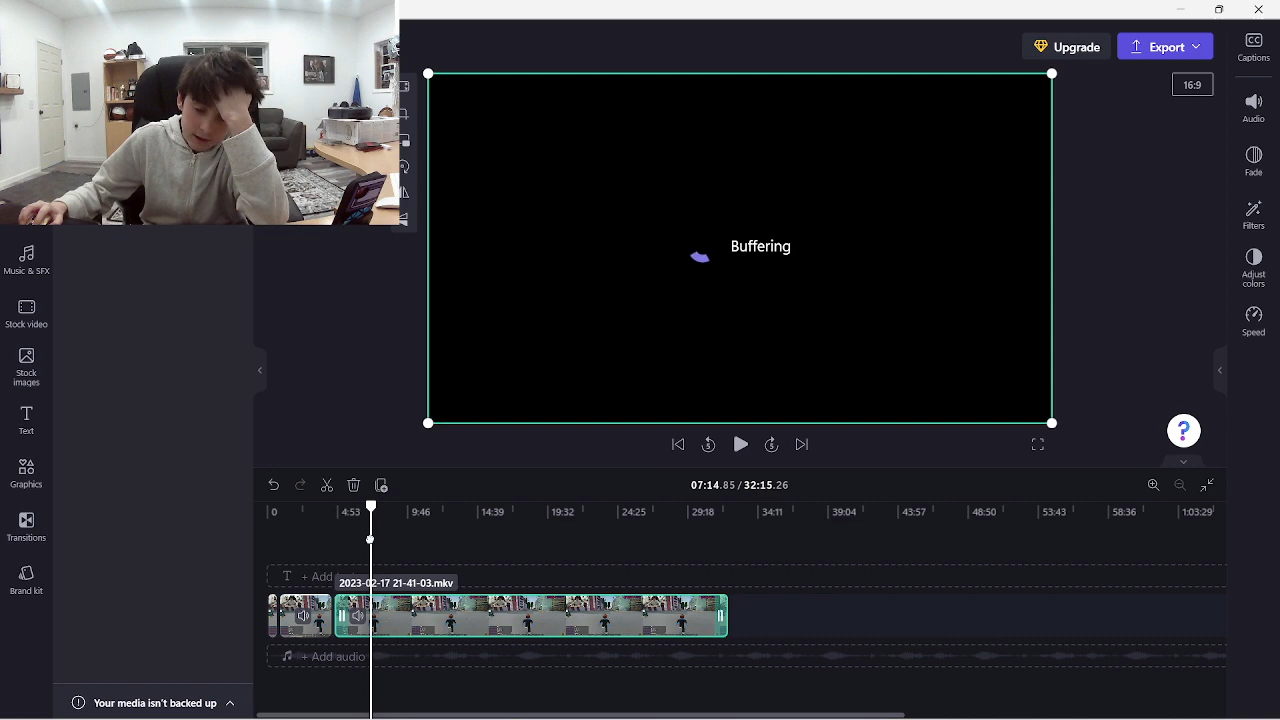 Upgrade
Export
16:9
Captions
Audio
Fade
Filters
Adjust
colors
Speed
Buffering
Music & SFX
Stock video
Stock
images
Text
Graphics
Transitions
Brand kit
?
07:14.85 / 32:15.26
0 4:53 9:46 14:39 19:32 24:25 29:18 34:11 39:04 43:57 48:50 53:43 58:36 1:03:29
T + Add
2023-02-17 21-41-03.mkv
+ Add audio
Your media isn't backed up